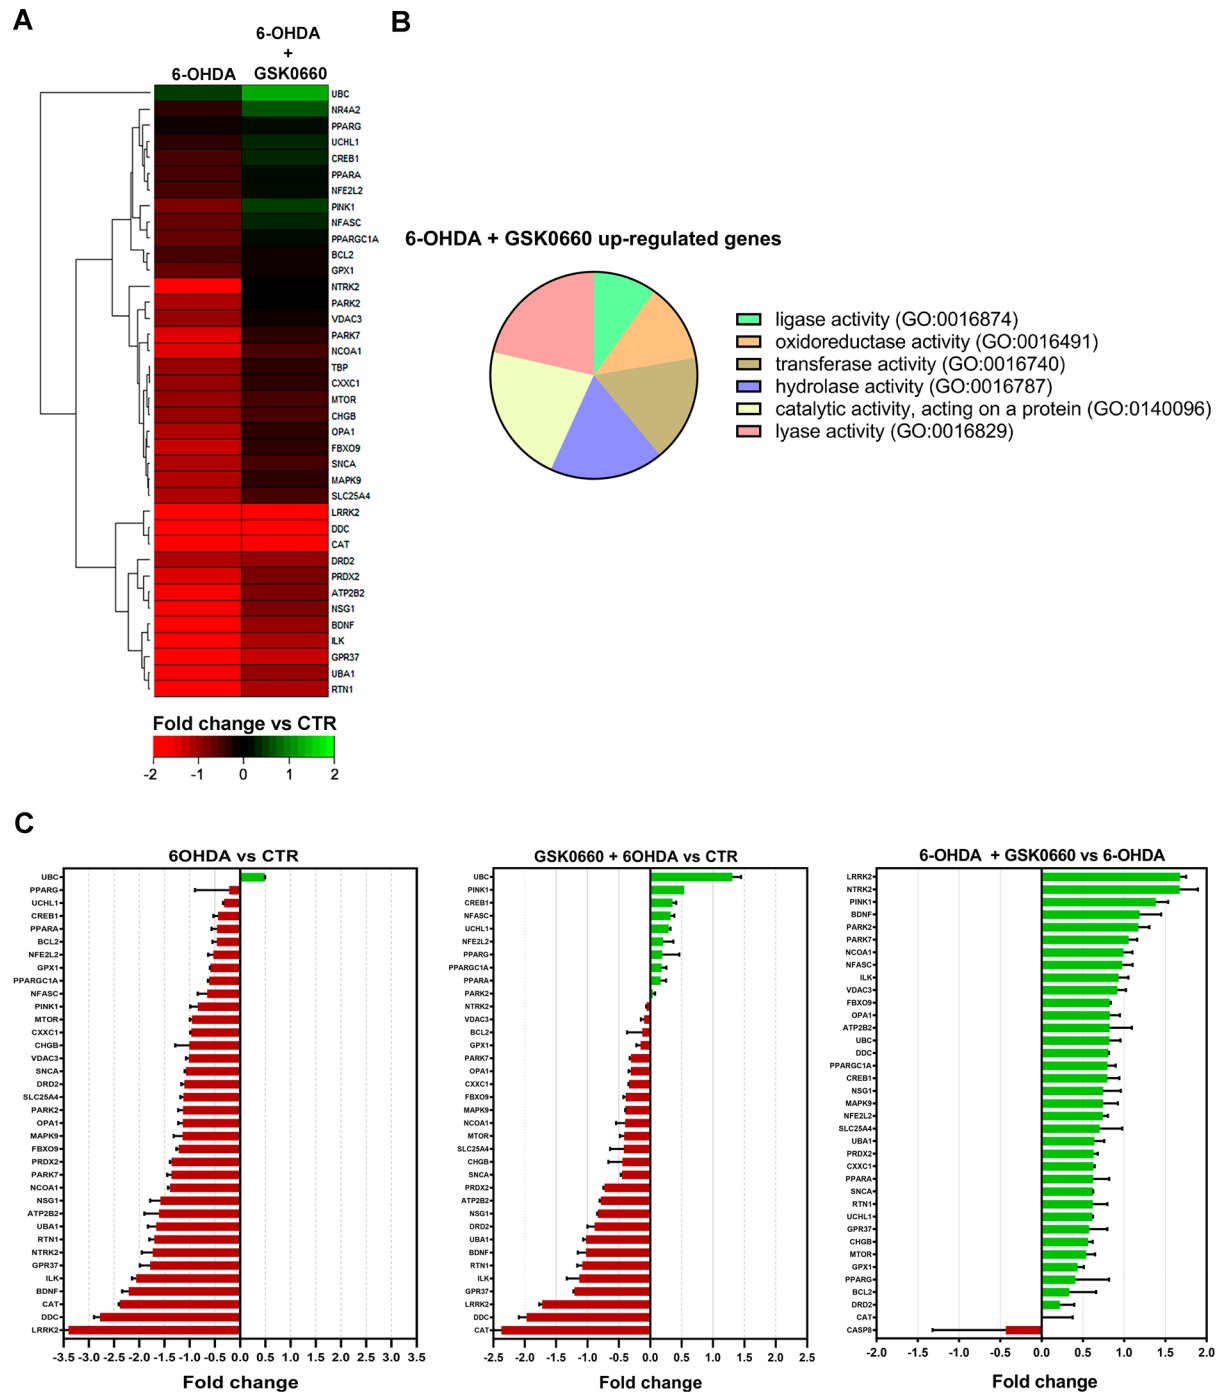 A
B
6-OHDA
6-OHDA
+
GSK0660
UBC
NR4A2
PPARG
UCHL1
CREB1
PPARA
NFE2L2
PINK1
NFASC
PPARGC1A
BCL2
GPX1
NTRK2
PARK2
VDAC3
PARK7
NCOA1
TBP
CXXC1
MTOR
CHGB
OPA1
FBXO9
SNCA
MAPK9
SLC25A4
LRRK2
DDC
CAT
DRD2
PRDX2
ATP2B2
NSG1
BDNF
ILK
GPR37
UBA1
RTN1
Fold change vs CTR
-2 -1 0 1 2
6-OHDA + GSK0660 up-regulated genes
ligase activity (GO:0016874)
oxidoreductase activity (GO:0016491)
transferase activity (GO:0016740)
hydrolase activity (GO:0016787)
catalytic activity, acting on a protein (GO:0140096)
lyase activity (GO:0016829)
C
6OHDA vs CTR
UBC
PPARG
UCHL1
CREB1
PPARA
BCL2
NFE2L2
GPX1
PPARGC1A
NFASC
PINK1
MTOR
CXXC1
CHGB
VDAC3
SNCA
DRD2
SLC25A4
PARK2
OPA1
MAPK9
FBXO9
PRDX2
PARK7
NCOA1
NSG1
ATP2B2
UBA1
RTN1
NTRK2
GPR37
ILK
BDNF
CAT
DDC
LRRK2
-3.5 -3.0 -2.5 -2.0 -1.5 -1.0 -0.5 0.0 0.5 1.0 1.5 2.0 2.5 3.0 3.5
Fold change
GSK0660 + 6OHDA vs CTR
UBC
PINK1
CREB1
NFASC
UCHL1
NFE2L2
PPARG
PPARGC1A
PPARA
PARK2
NTRK2
VDAC3
BCL2
GPX1
PARK7
OPA1
CXXC1
FBXO9
MAPK9
NCOA1
MTOR
SLC25A4
CHGB
SNCA
PRDX2
ATP2B2
NSG1
DRD2
UBA1
BDNF
RTN1
ILK
GPR37
LRRK2
DDC
CAT
-2.5 -2.0 -1.5 -1.0 -0.5 0.0 0.5 1.0 1.5 2.0 2.5
Fold change
6-OHDA + GSK0660 vs 6-OHDA
LRRK2
NTRK2
PINK1
BDNF
PARK2
PARK7
NCOA1
NFASC
ILK
VDAC3
FBXO9
OPA1
ATP2B2
UBC
DDC
PPARGC1A
CREB1
NSG1
MAPK9
NFE2L2
SLC25A4
UBA1
PRDX2
CXXC1
PPARA
SNCA
RTN1
UCHL1
GPR37
CHGB
MTOR
GPX1
PPARG
BCL2
DRD2
CAT
CASP8
-2.0 -1.5 -1.0 -0.5 0.0 0.5 1.0 1.5 2.0
Fold change